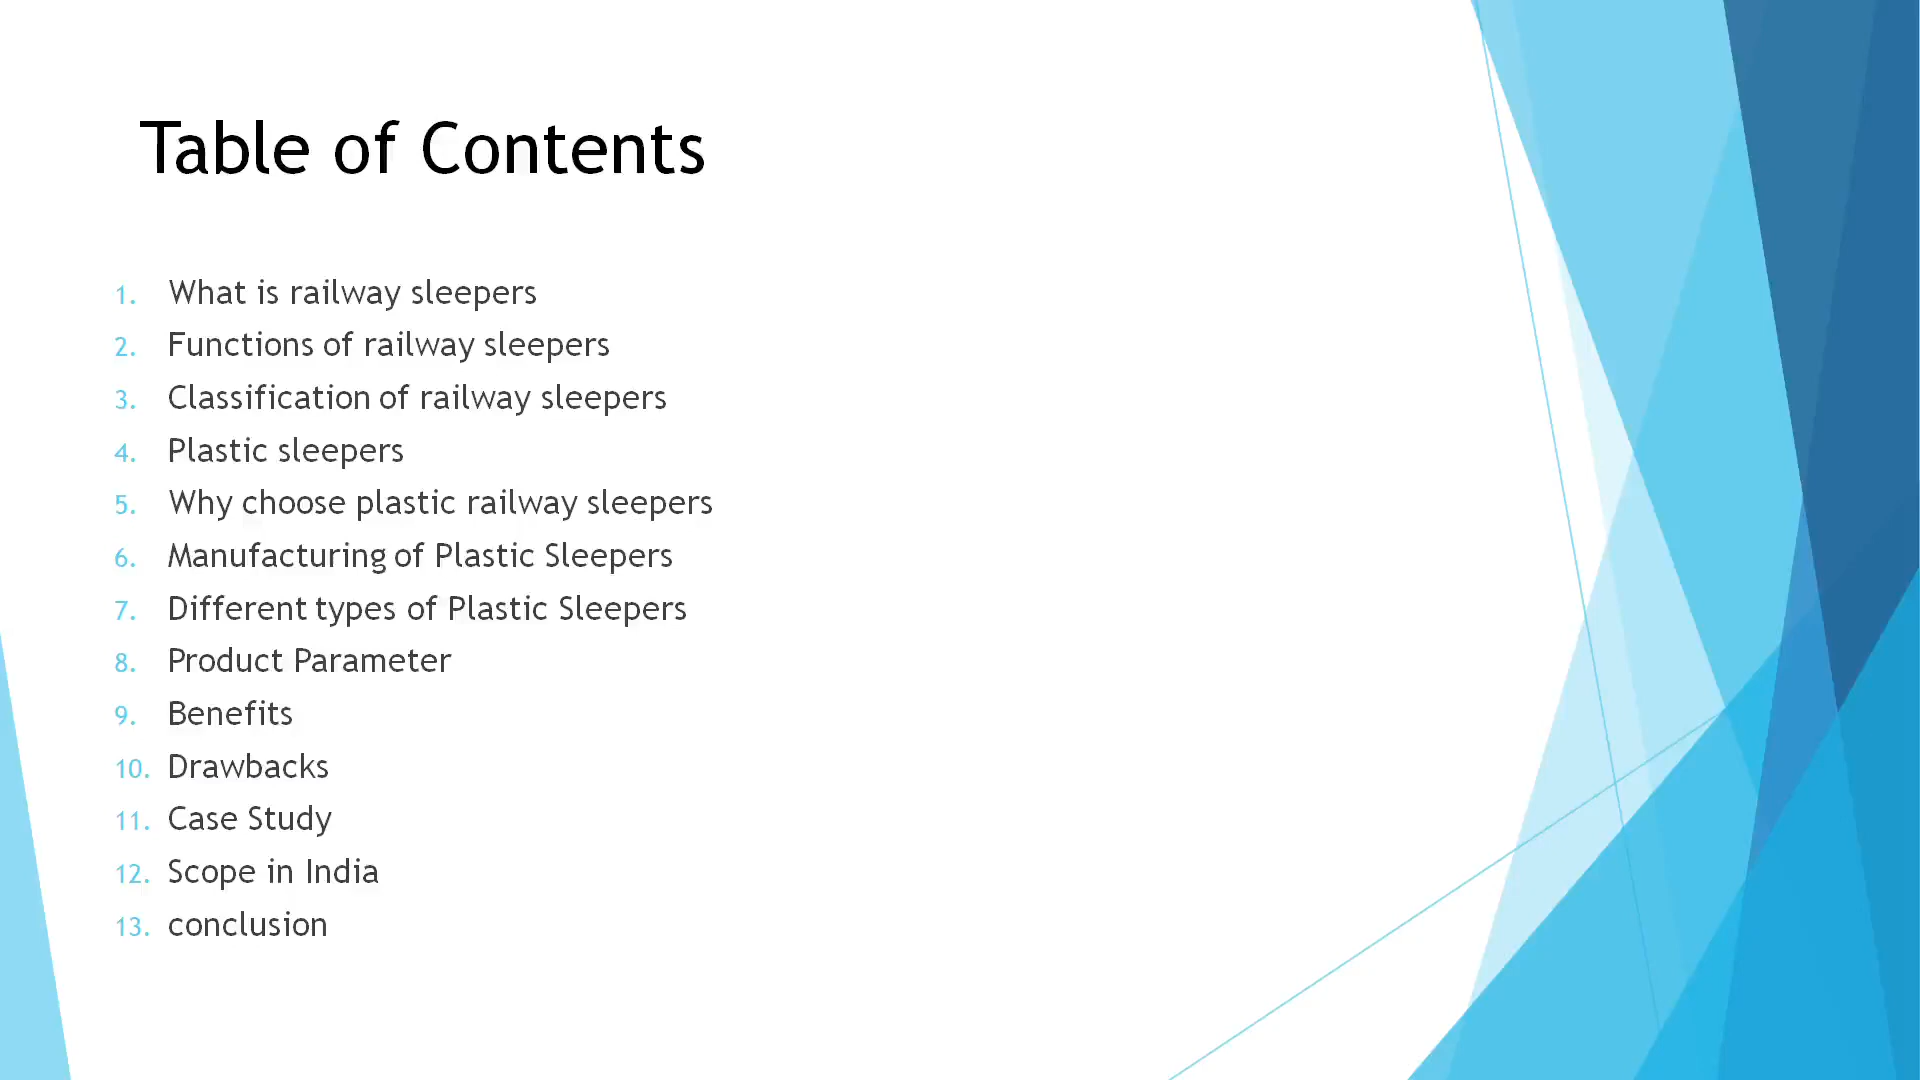 Table of Contents
1. What is railway sleepers
2. Functions of railway sleepers
3. Classification of railway sleepers
4. Plastic sleepers
5. Why choose plastic railway sleepers
6. Manufacturing of Plastic Sleepers
7. Different types of Plastic Sleepers
8. Product Parameter
9. Benefits
10. Drawbacks
11. Case Study
12. Scope in India
13. conclusion